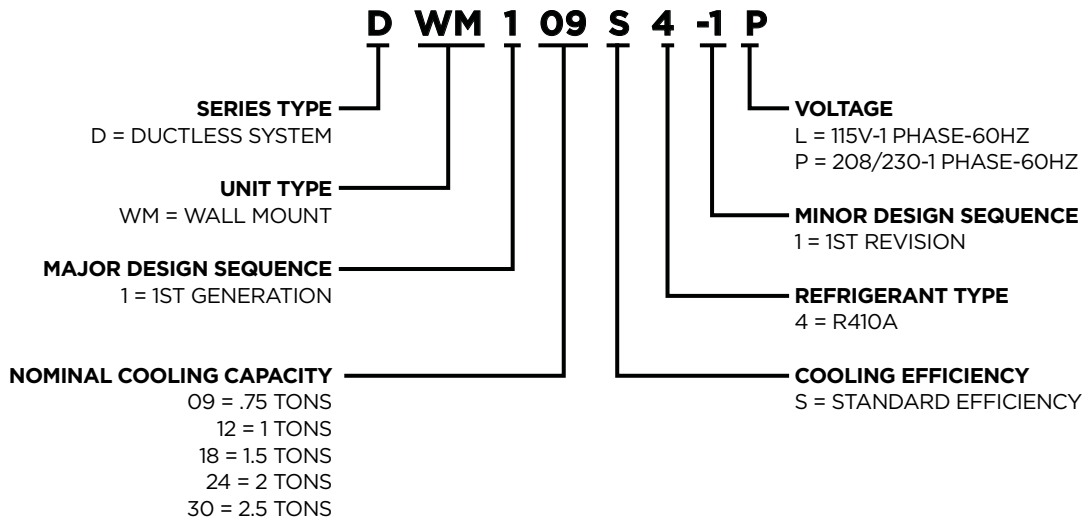 D WM 1 09 S 4 -1 P
SERIES TYPE
D = DUCTLESS SYSTEM
UNIT TYPE
WM = WALL MOUNT
MAJOR DESIGN SEQUENCE
1 = 1ST GENERATION
NOMINAL COOLING CAPACITY
09 = .75 TONS
12 = 1 TONS
18 = 1.5 TONS
24 = 2 TONS
30 = 2.5 TONS
VOLTAGE
L = 115V-1 PHASE-60HZ
P = 208/230-1 PHASE-60HZ
MINOR DESIGN SEQUENCE
1 = 1ST REVISION
REFRIGERANT TYPE
4 = R410A
COOLING EFFICIENCY
S = STANDARD EFFICIENCY